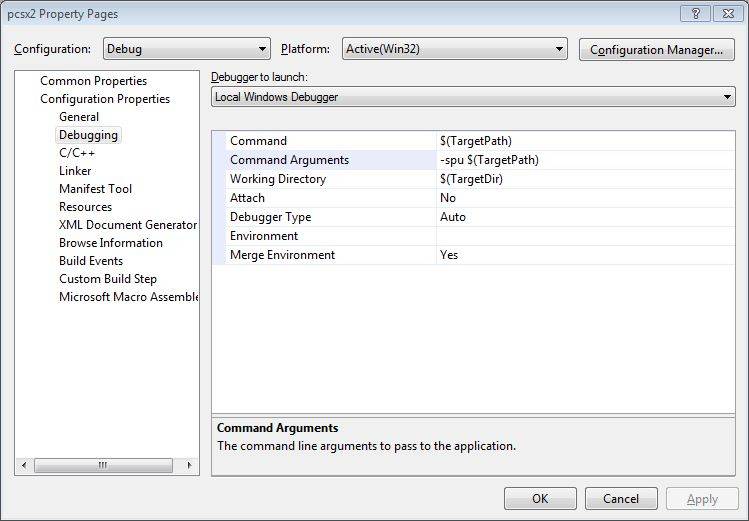 pcsx2 Property Pages
Configuration: Debug Platform: Active(Win32) Configuration Manager...
Common Properties
Configuration Properties
General
Debugging
C/C++
Linker
Manifest Tool
Resources
XML Document Generator
Browse Information
Build Events
Custom Build Step
Microsoft Macro Assemble
Debugger to launch:
Local Windows Debugger
Command $(TargetPath)
Command Arguments -spu $(TargetPath)
Working Directory $(TargetDir)
Attach No
Debugger Type Auto
Environment
Merge Environment Yes
Command Arguments
The command line arguments to pass to the application.
OK Cancel Apply